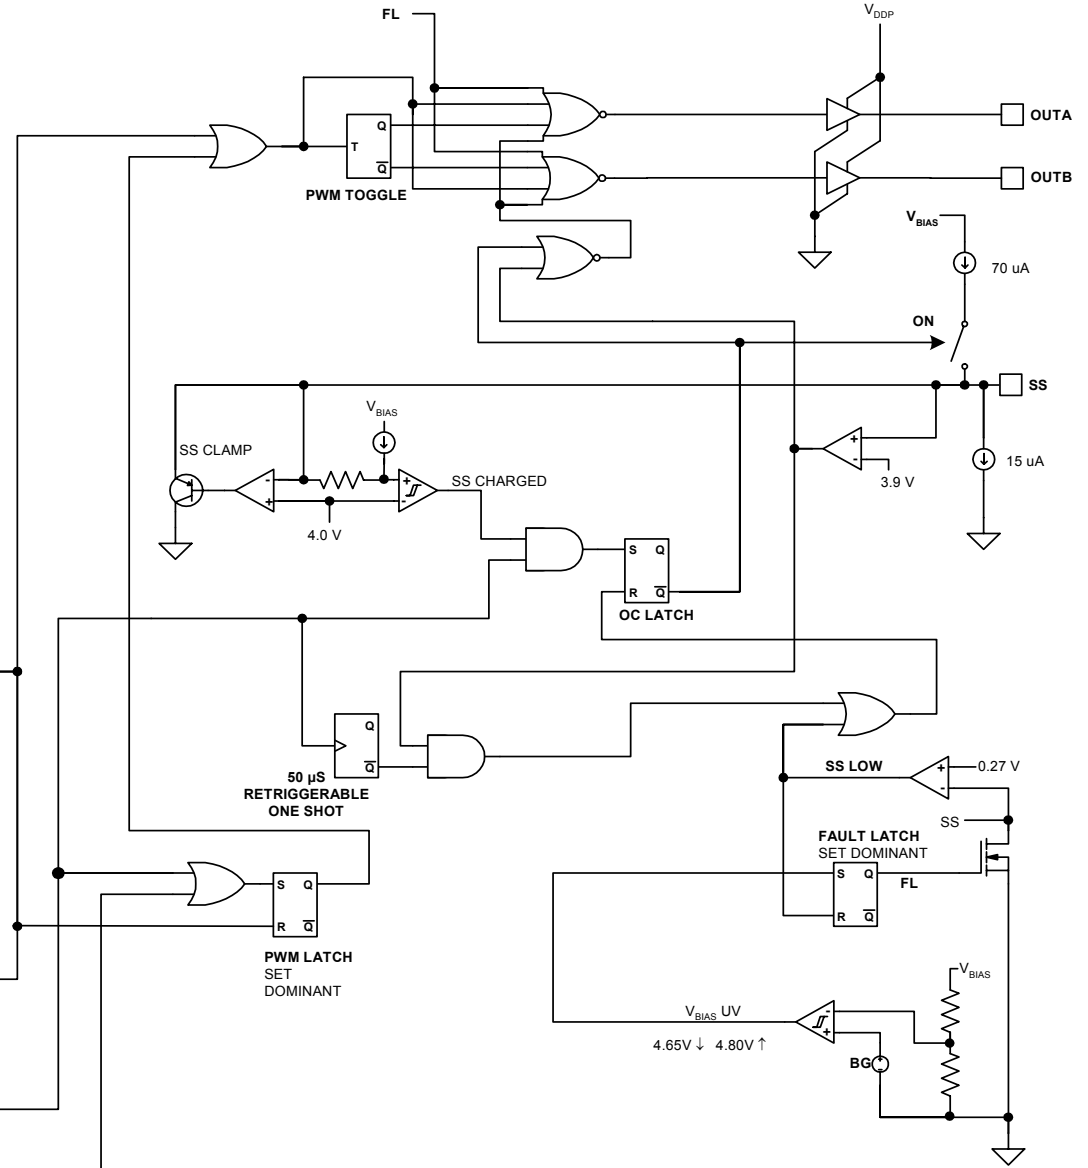 FL
VDDP
OUTA
Q
T
Q
PWM TOGGLE
OUTB
VBIAS
70 uA
ON
SS
VBIAS
SS CLAMP
+
- 
+
-
SS CHARGED
15 uA
-
+
3.9 V
4.0 V
S Q
R Q
OC LATCH
Q
Q
50 µS
RETRIGGERABLE
ONE SHOT
SS LOW
+
-
0.27 V
SS
FAULT LATCH
SET DOMINANT
S Q
FL
R Q
S Q
R Q
PWM LATCH
SET
DOMINANT
VBIAS
VBIAS UV
-
+
4.65V ↓ 4.80V ↑
BG
+
-